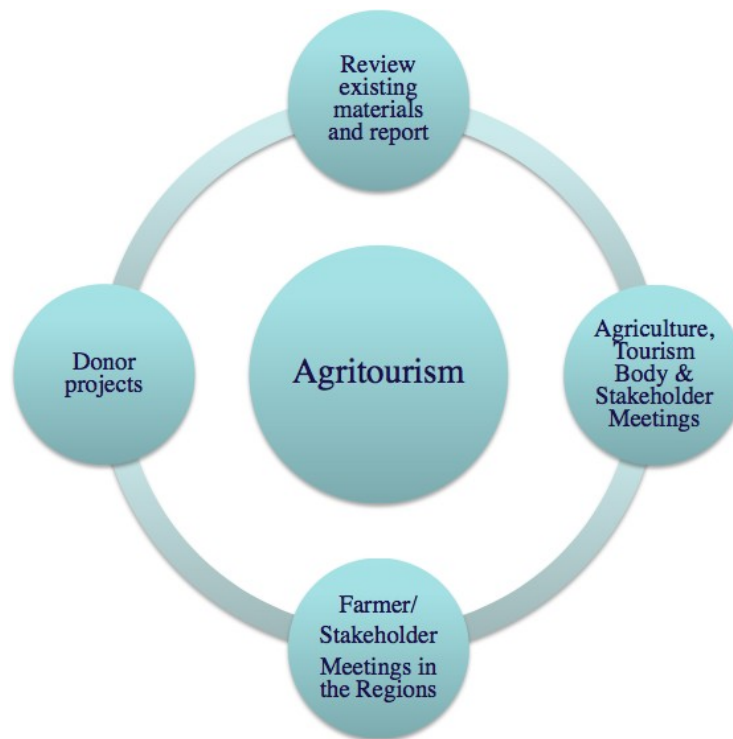 Review
existing
materials
and report
Agriculture,
Tourism
Body &
Stakeholder
Meetings
Donor
projects
Agritourism
Farmer/
Stakeholder
Meetings in
the Regions